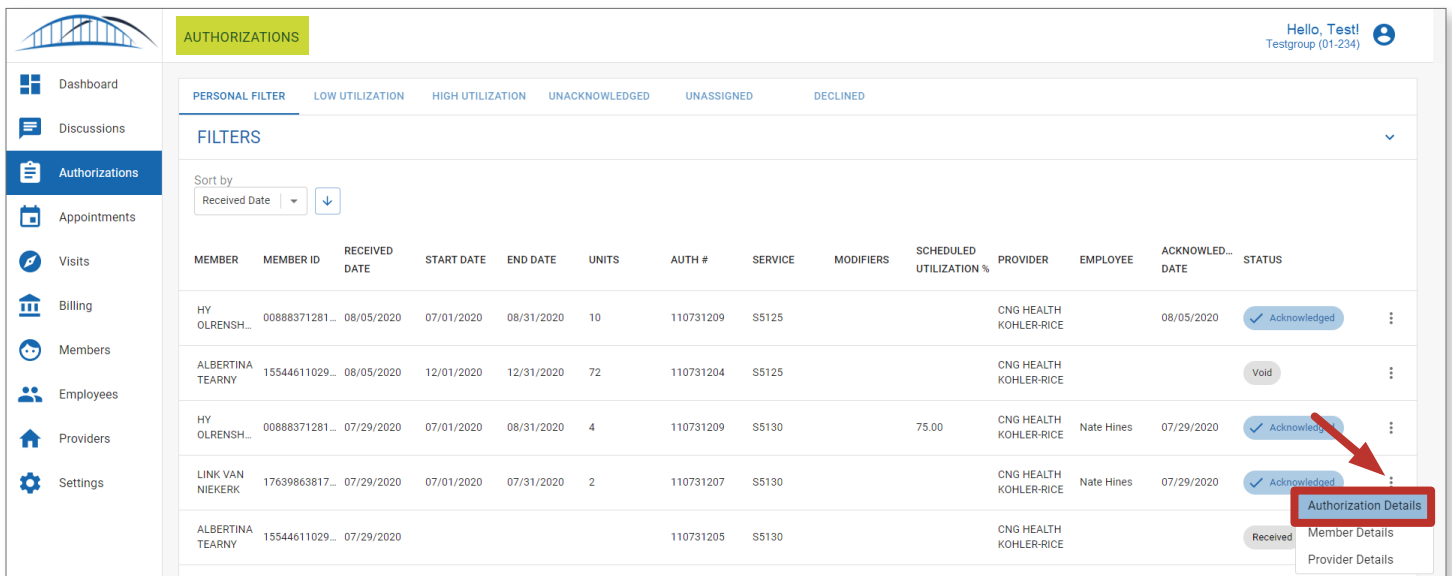 AUTHORIZATIONS
Hello, Test!
Testgroup (01-234)
Dashboard
Discussions
Authorizations
Appointments
Visits
Billing
Members
Employees
Providers
Settings
PERSONAL FILTER LOW UTILIZATION HIGH UTILIZATION UNACKNOWLEDGED UNASSIGNED DECLINED
FILTERS
Sort by
Received Date
MEMBER MEMBER ID RECEIVED DATE START DATE END DATE UNITS AUTH # SERVICE MODIFIERS SCHEDULED UTILIZATION % PROVIDER EMPLOYEE ACKNOWLED... DATE STATUS
HY OLRENSH... 00888371281... 08/05/2020 07/01/2020 08/31/2020 10 110731209 S5125 CNG HEALTH KOHLER-RICE 08/05/2020 Acknowledged
ALBERTINA TEARNY 15544611029... 08/05/2020 12/01/2020 12/31/2020 72 110731204 S5125 CNG HEALTH KOHLER-RICE Void
HY OLRENSH... 00888371281... 07/29/2020 07/01/2020 08/31/2020 4 110731209 S5130 75.00 CNG HEALTH KOHLER-RICE Nate Hines 07/29/2020 Acknowledged
LINK VAN NIEKERK 17639863817... 07/29/2020 07/01/2020 07/31/2020 2 110731207 S5130 CNG HEALTH KOHLER-RICE Nate Hines 07/29/2020 Acknowledged
ALBERTINA TEARNY 15544611029... 07/29/2020 110731205 S5130 CNG HEALTH KOHLER-RICE Received
Authorization Details
Member Details
Provider Details